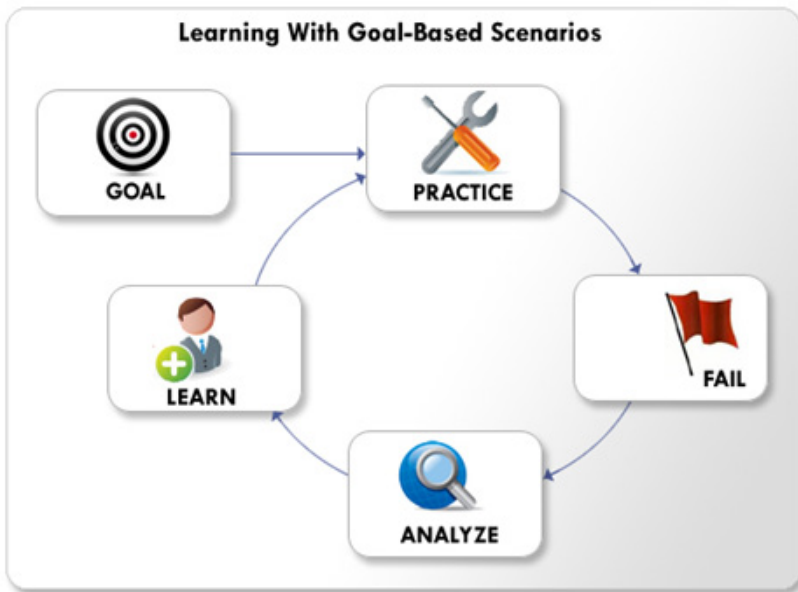 Learning With Goal-Based Scenarios
GOAL
PRACTICE
FAIL
ANALYZE
LEARN